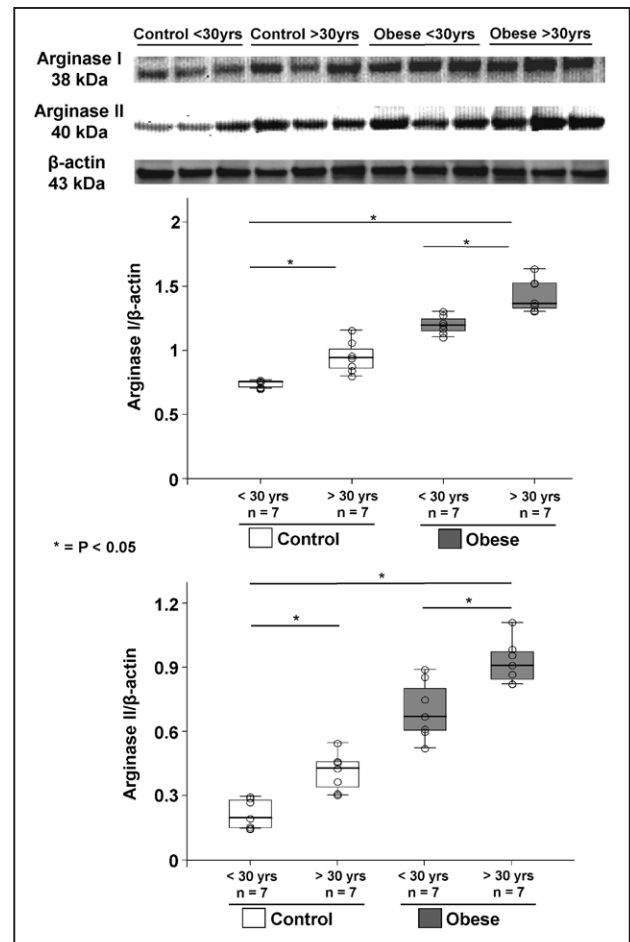 Control <30yrs Control >30yrs Obese <30yrs Obese >30yrs
Arginase I
38 kDa
Arginase II
40 kDa
β-actin
43 kDa
Arginase I/β-actin
2
1.5
1
0.5
0
*
*
*
< 30 yrs > 30 yrs < 30 yrs > 30 yrs
n = 7 n = 7 n = 7 n = 7
Control Obese
* = P < 0.05
Arginase II/β-actin
1.2
0.9
0.6
0.3
0
*
*
*
< 30 yrs > 30 yrs < 30 yrs > 30 yrs
n = 7 n = 7 n = 7 n = 7
Control Obese